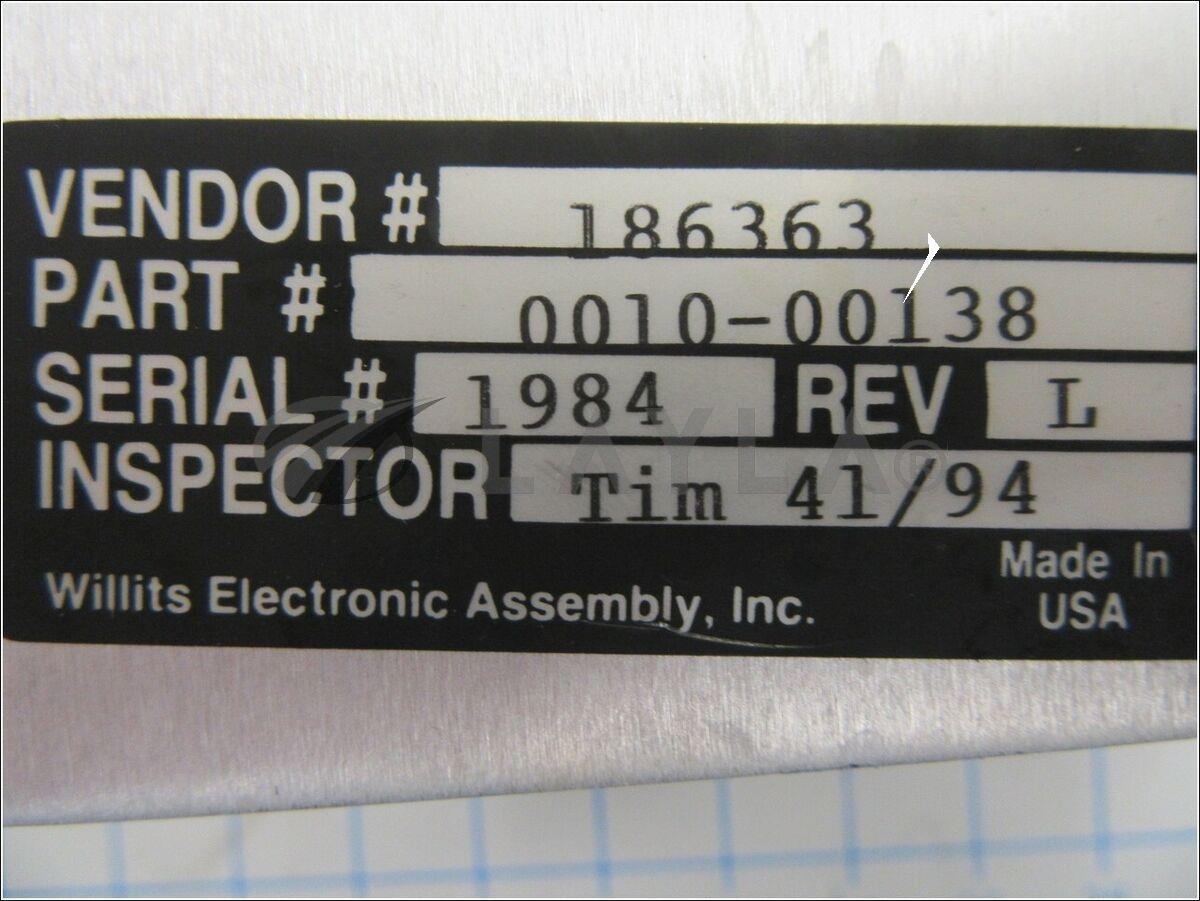 VENDOR # 186363
PART # 0010-00138
SERIAL # 1984 REV L
INSPECTOR Tim 41/94
LAYLA©
Willits Electronic Assembly, Inc.
Made In
USA